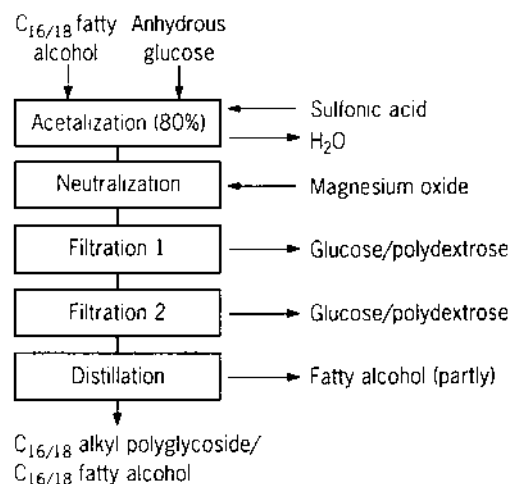 C16/18 fatty
alcohol
Anhydrous
glucose
Acetalization (80%)
Sulfonic acid
H2O
Neutralization
Magnesium oxide
Filtration 1
Glucose/polydextrose
Filtration 2
Glucose/polydextrose
Distillation
Fatty alcohol (partly)
C16/18 alkyl polyglycoside/
C16/18 fatty alcohol